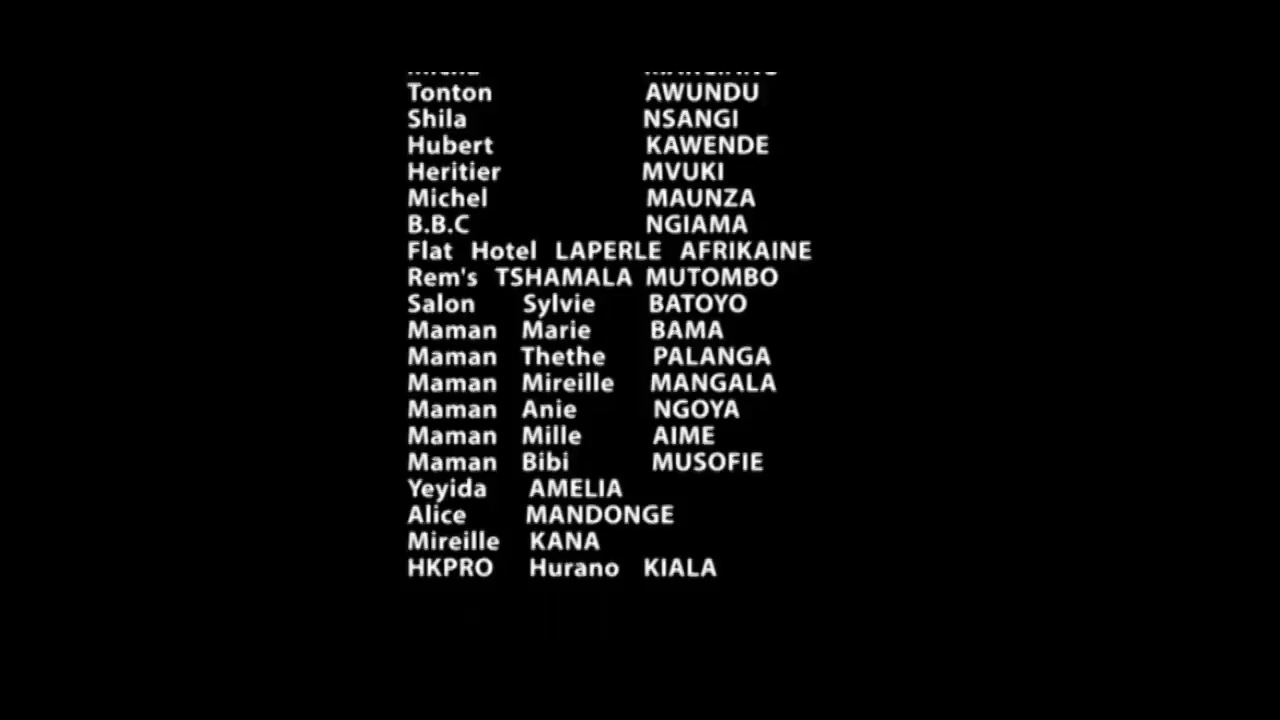 Tonton AWUNDU
Shila NSANGI
Hubert KAWENDE
Heritier MVUKI
Michel MAUNZA
B.B.C NGIAMA
Flat Hotel LAPERLE AFRIKAINE
Rem's TSHAMALA MUTOMBO
Salon Sylvie BATOYO
Maman Marie BAMA
Maman Thethe PALANGA
Maman Mireille MANGALA
Maman Anie NGOYA
Maman Mille AIME
Maman Bibi MUSOFIE
Yeyida AMELIA
Alice MANDONGE
Mireille KANA
HKPRO Hurano KIALA